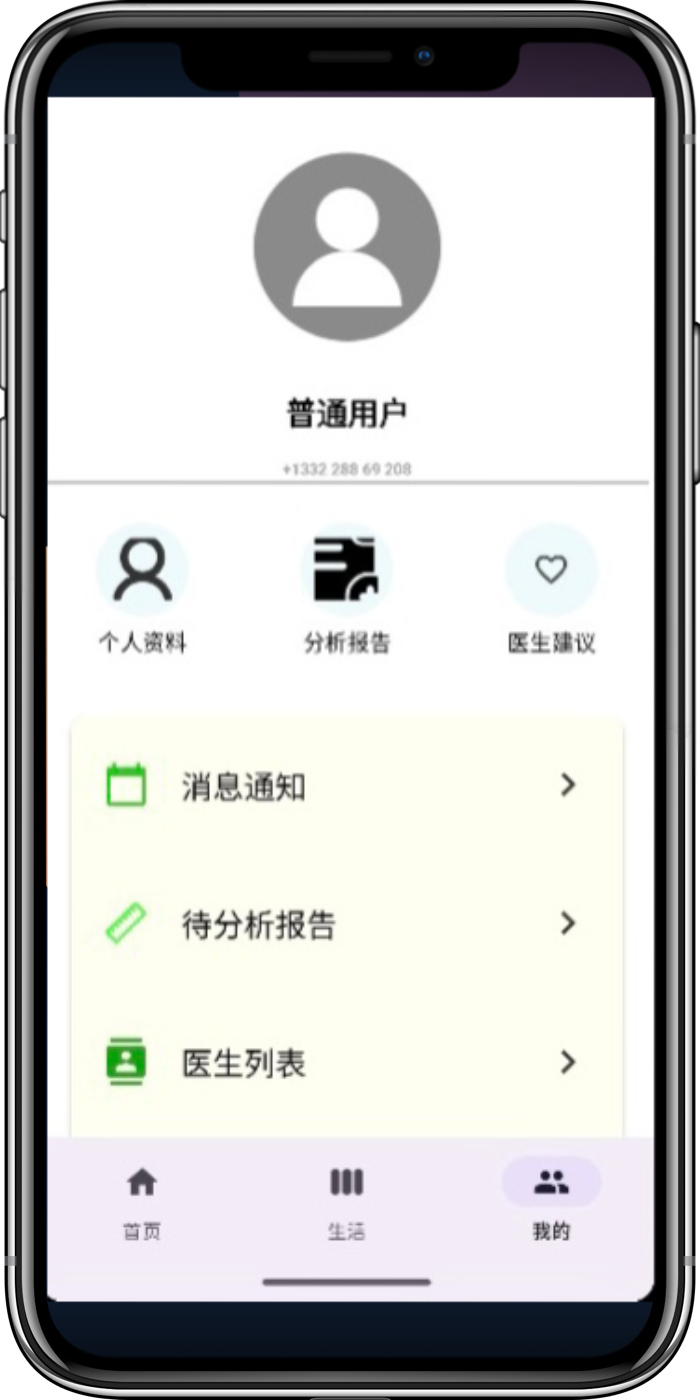 普通用户
+1332 288 69 208
个人资料
分析报告
医生建议
消息通知
待分析报告
医生列表
首页
生活
我的